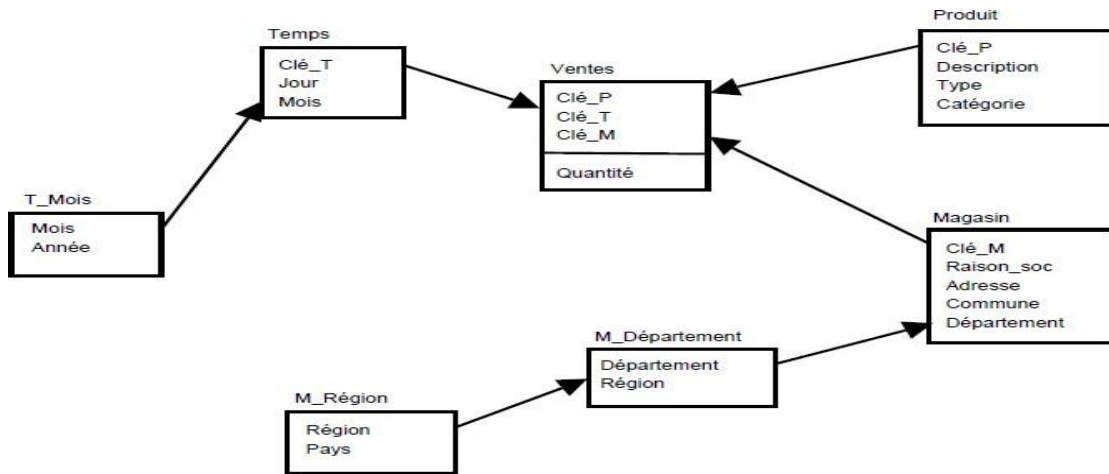 Produit
Clé_P
Description
Type
Catégorie
Temps
Clé_T
Jour
Mois
Ventes
Clé_P
Clé_T
Clé_M
Quantité
T_Mois
Mois
Année
Magasin
Clé_M
Raison_soc
Adresse
Commune
Département
M_Département
Département
Région
M_Région
Région
Pays